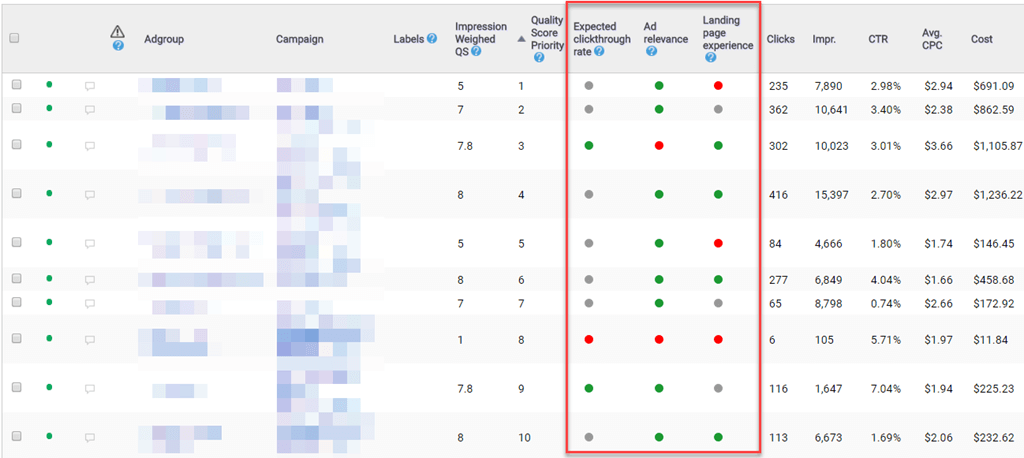 Adgroup Campaign Labels ? Impression Weighed QS ? Quality Score Priority ? Expected clickthrough rate ? Ad relevance ? Landing page experience ? Clicks Impr. CTR Avg. CPC Cost
5 1 235 7,890 2.98% $2.94 $691.09
7 2 362 10,641 3.40% $2.38 $862.59
7.8 3 302 10,023 3.01% $3.66 $1,105.87
8 4 416 15,397 2.70% $2.97 $1,236.22
5 5 84 4,666 1.80% $1.74 $146.45
8 6 277 6,849 4.04% $1.66 $458.68
7 7 65 8,798 0.74% $2.66 $172.92
1 8 6 105 5.71% $1.97 $11.84
7.8 9 116 1,647 7.04% $1.94 $225.23
8 10 113 6,673 1.69% $2.06 $232.62